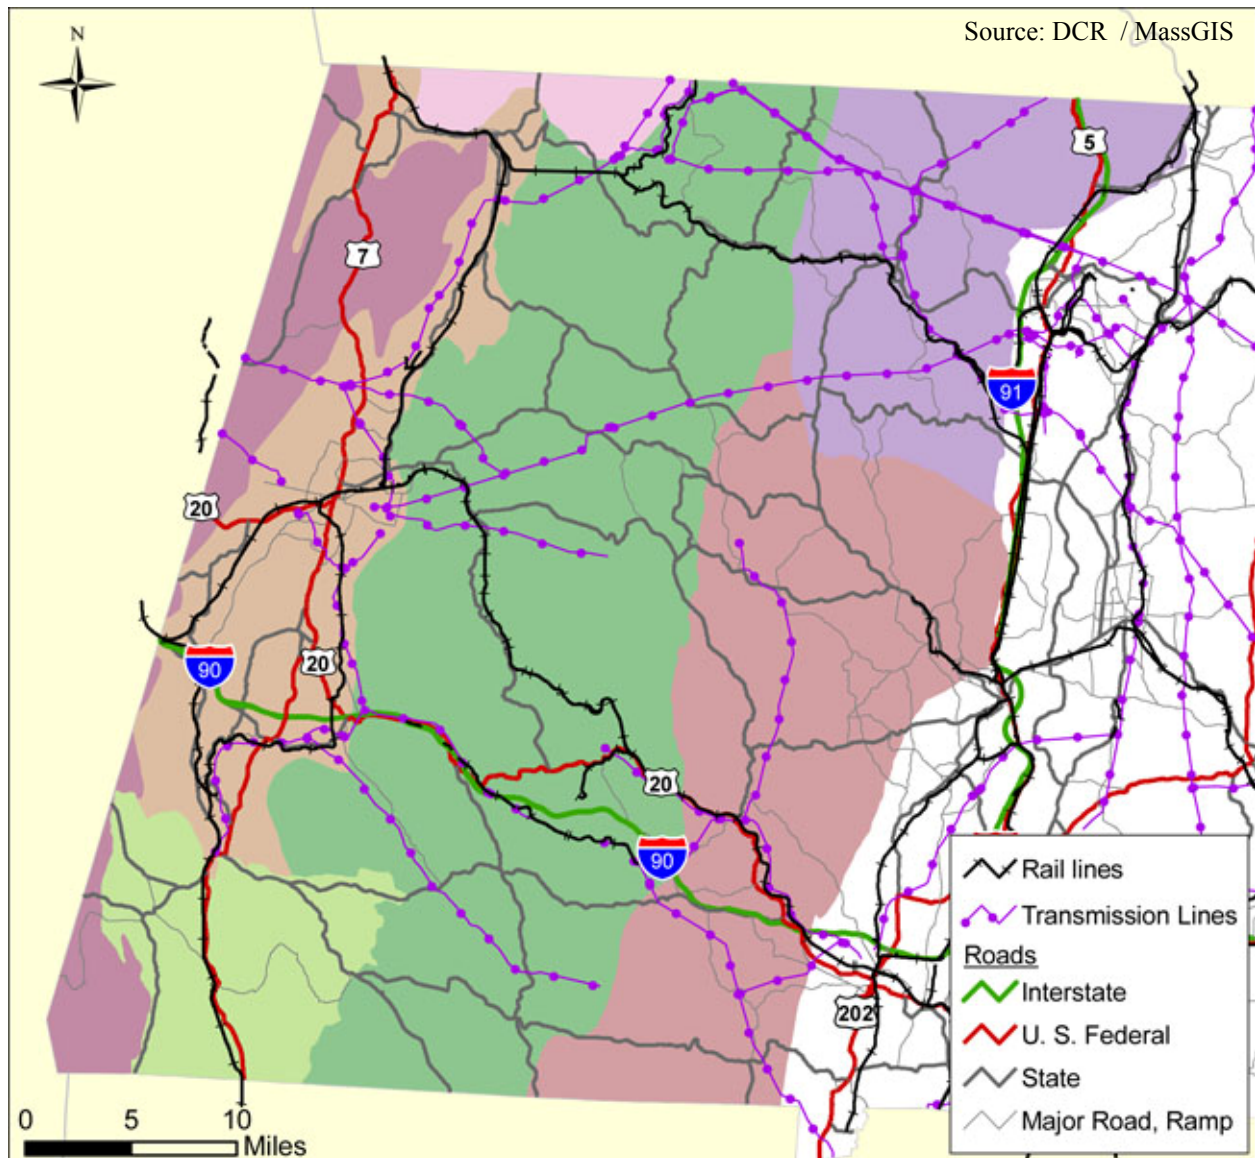 Source: DCR / MassGIS
N
5
7
91
20
90
20
20
90
202
Rail lines
Transmission Lines
Roads
Interstate
U. S. Federal
State
Major Road, Ramp
0 5 10
Miles